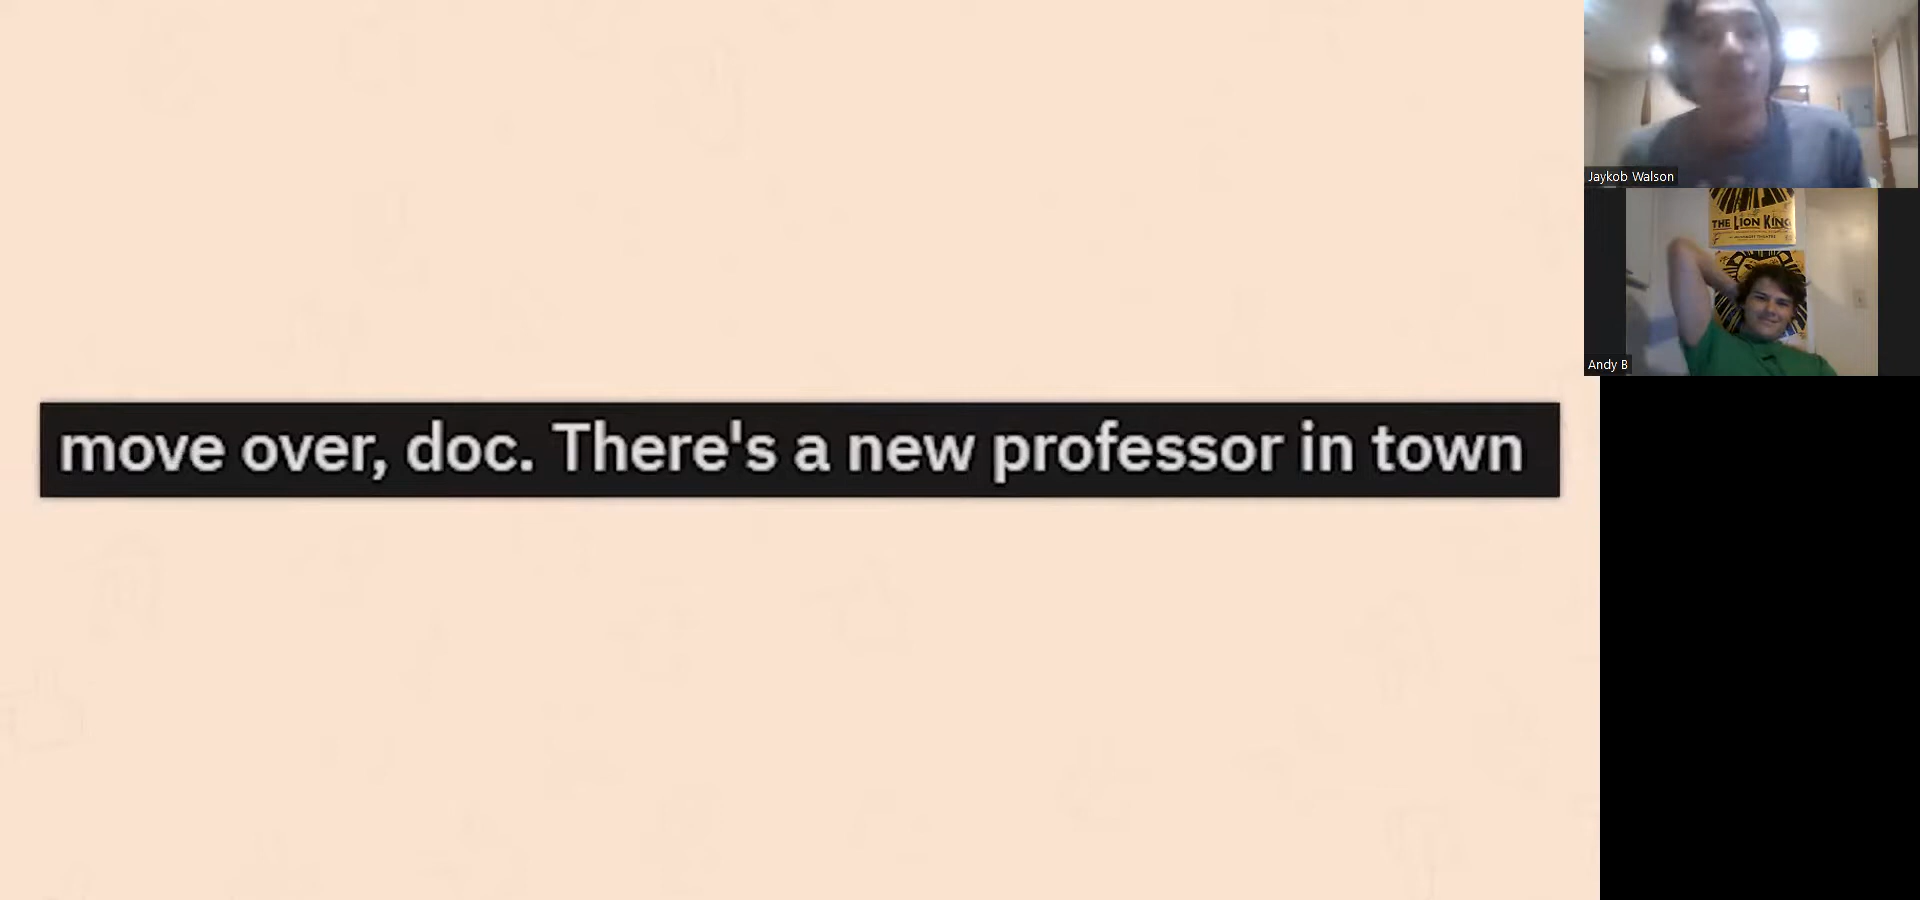 move over, doc. There's a new professor in town
Jaykob Walson
THE LION KING
Andy B